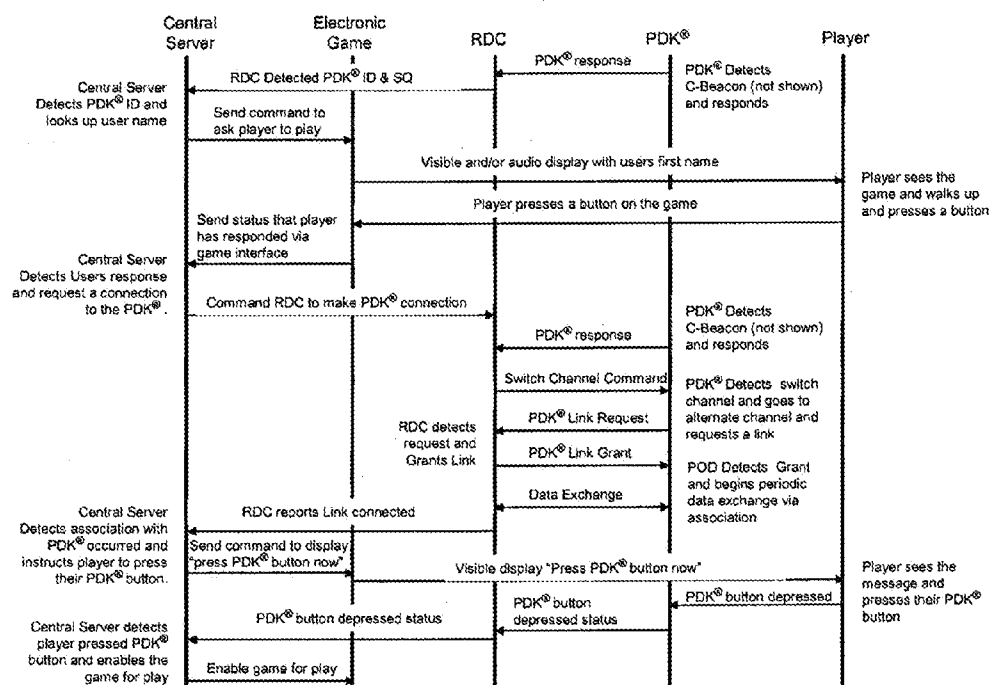 Central
Server
Electronic
Game
RDC
PDK®
Player
PDK® response
PDK® Detects
C-Beacon (not shown)
and responds
RDC Detected PDK® ID & SQ
Central Server
Detects PDK® ID and
looks up user name
Send command to
ask player to play
Visible and/or audio display with users first name
Player sees the
game and walks up
and presses a button
Player presses a button on the game
Send status that player
has responded via
game interface
Central Server
Detects Users response
and request a connection
to the PDK® .
Command RDC to make PDK® connection
PDK® Detects
C-Beacon (not shown)
and responds
PDK® response
Switch Channel Command
PDK® Detects switch
channel and goes to
alternate channel and
requests a link
PDK® Link Request
RDC detects
request and
Grants Link
PDK® Link Grant
POD Detects Grant
and begins periodic
data exchange via
association
Data Exchange
RDC reports Link connected
Central Server
Detects association with
PDK® occurred and
instructs player to press
their PDK® button.
Send command to display
"press PDK® button now"
Visible display "Press PDK® button now"
Player sees the
message and
presses their PDK®
button
PDK® button depressed
PDK® button
depressed status
PDK® button depressed status
Central Server detects
player pressed PDK®
button and enables the
game for play
Enable game for play